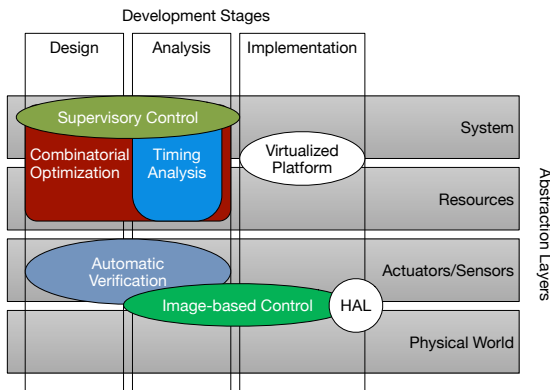 Development Stages
Design
Analysis
Implementation
Supervisory Control
System
Combinatorial
Optimization
Timing
Analysis
Virtualized
Platform
Resources
Abstraction Layers
Automatic
Verification
Actuators/Sensors
Image-based Control
HAL
Physical World